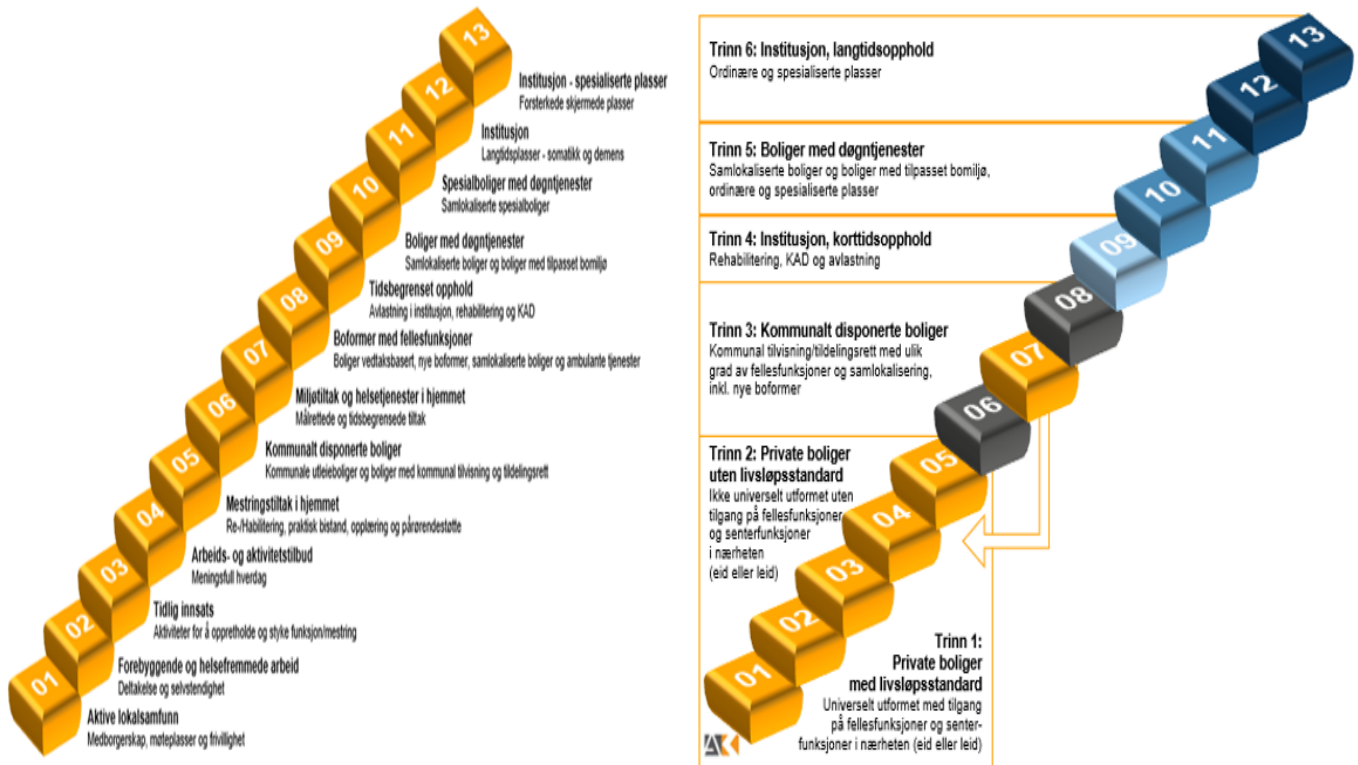 13
Institusjon - spesialiserte plasser
Forsterkede skjermede plasser
12
Institusjon
Langtidsplasser - somatikk og demens
11
Spesialboliger med døgntjenester
Samlokaliserte spesialboliger
10
Boliger med døgntjenester
Samlokaliserte boliger og boliger med tilpasset bomiljø
09
Tidsbegrenset opphold
Avlastning i institusjon, rehabilitering og KAD
08
Boformer med fellesfunksjoner
Boliger vedtaksbasert, nye boformer, samlokaliserte boliger og ambulante tjenester
07
Miljøtiltak og helsetjenester i hjemmet
Målrettede og tidsbegrensede tiltak
06
Kommunalt disponerte boliger
Kommunale utleieboliger og boliger med kommunal tilvisning og tildelingsrett
05
Mestringstiltak i hjemmet
Re-/Habilitering, praktisk bistand, opplæring og pårørendestøtte
04
Arbeids- og aktivitetstilbud
Meningsfull hverdag
03
Tidlig innsats
Aktiviteter for å opprettholde og styke funksjon/mestring
02
Forebyggende og helsefremmede arbeid
Deltakelse og selvstendighet
01
Aktive lokalsamfunn
Medborgerskap, møteplasser og frivillighet
Trinn 6: Institusjon, langtidsopphold
Ordinære og spesialiserte plasser
13
12
Trinn 5: Boliger med døgntjenester
Samlokaliserte boliger og boliger med tilpasset bomiljø,
ordinære og spesialiserte plasser
11
10
Trinn 4: Institusjon, korttidsopphold
Rehabilitering, KAD og avlastning
09
Trinn 3: Kommunalt disponerte boliger
Kommunal tilvisning/tildelingsrett med ulik
grad av fellesfunksjoner og samlokalisering,
inkl. nye boformer
08
07
06
Trinn 2: Private boliger
uten livsløpsstandard
Ikke universelt utformet uten
tilgang på fellesfunksjoner
og senterfunksjoner
i nærheten
(eid eller leid)
05
04
03
02
01
Trinn 1:
Private boliger
med livsløpsstandard
Universelt utformet med tilgang
på fellesfunksjoner og senter-
funksjoner i nærheten (eid eller leid)